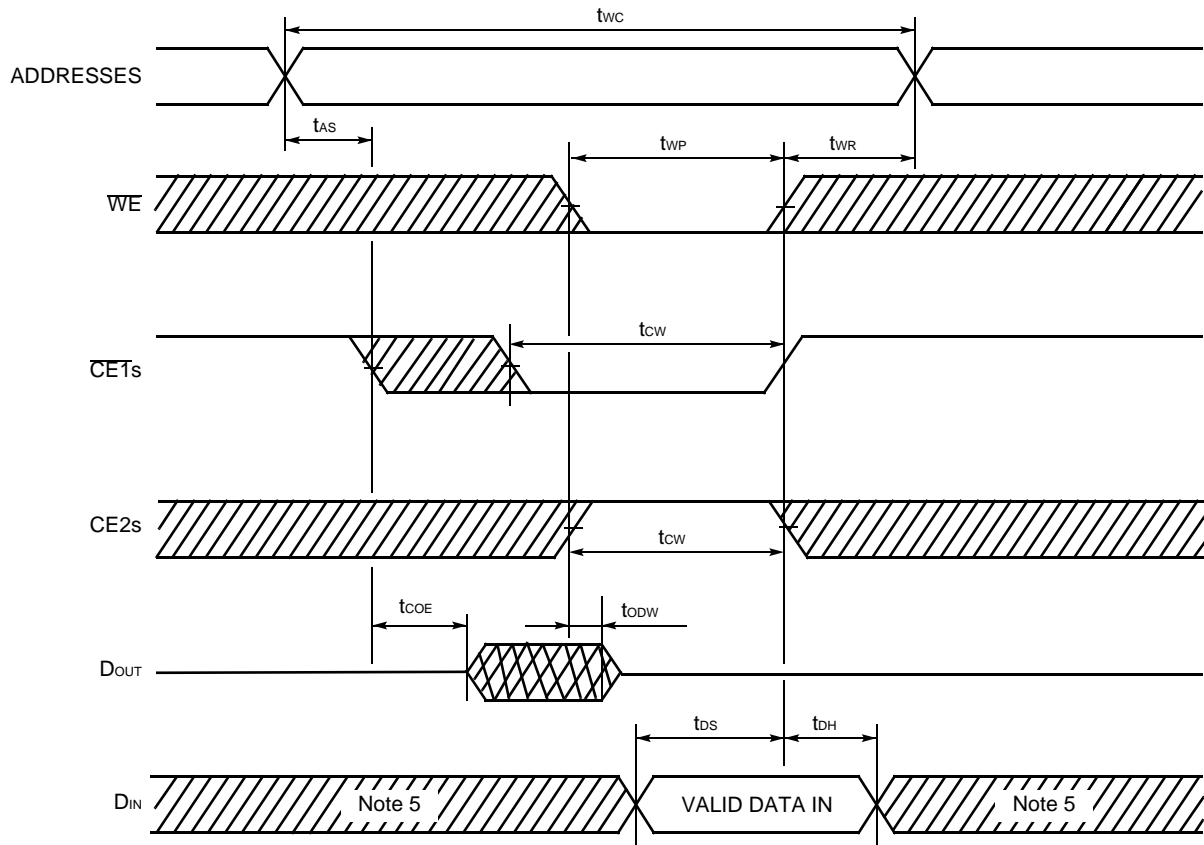 tWC
ADDRESSES
tAS
tWP
tWR
WE
tCW
CE1s
CE2s
tCW
tCOE
tODW
DOUT
tDS
tDH
DIN
Note 5
VALID DATA IN
Note 5